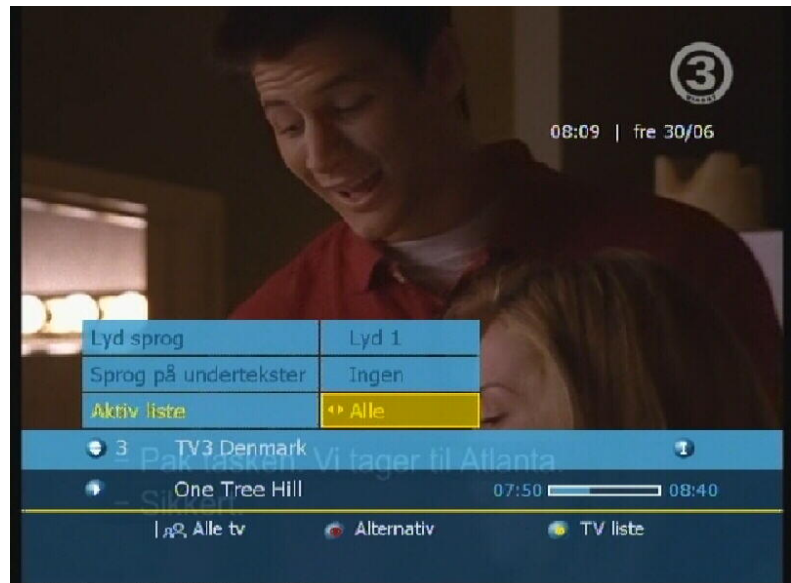 3
08:09 | fre 30/06
Lyd sprog Lyd 1
Sprog på undertekster Ingen
Aktiv liste Alle
3 TV3 Denmark
– Pak tasken. Vi tager til Atlanta.
One Tree Hill 07:50 08:40
– Sikkert.
Alle tv Alternativ TV liste